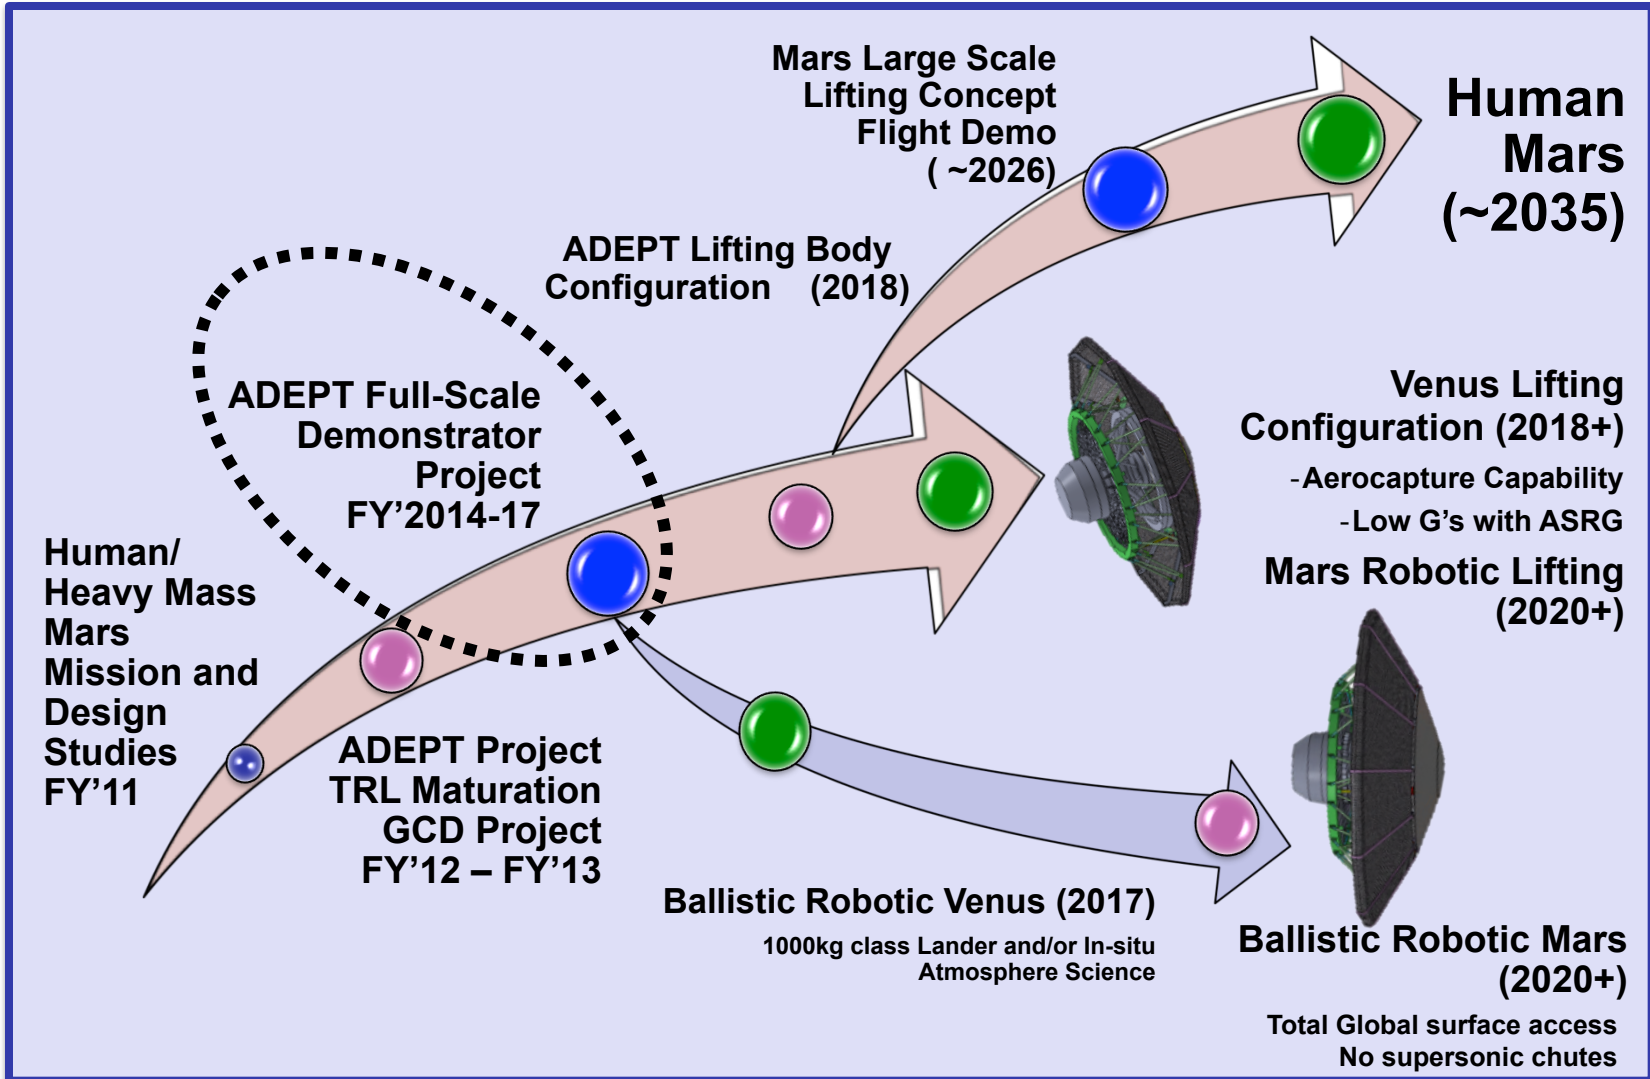 Mars Large Scale
Lifting Concept
Flight Demo
( ~2026)
Human
Mars
(~2035)
ADEPT Lifting Body
Configuration (2018)
ADEPT Full-Scale
Demonstrator
Project
FY’2014-17
Venus Lifting
Configuration (2018+)
-Aerocapture Capability
-Low G’s with ASRG
Mars Robotic Lifting
(2020+)
Human/
Heavy Mass
Mars
Mission and
Design
Studies
FY’11
ADEPT Project
TRL Maturation
GCD Project
FY’12 – FY’13
Ballistic Robotic Venus (2017)
1000kg class Lander and/or In-situ
Atmosphere Science
Ballistic Robotic Mars
(2020+)
Total Global surface access
No supersonic chutes